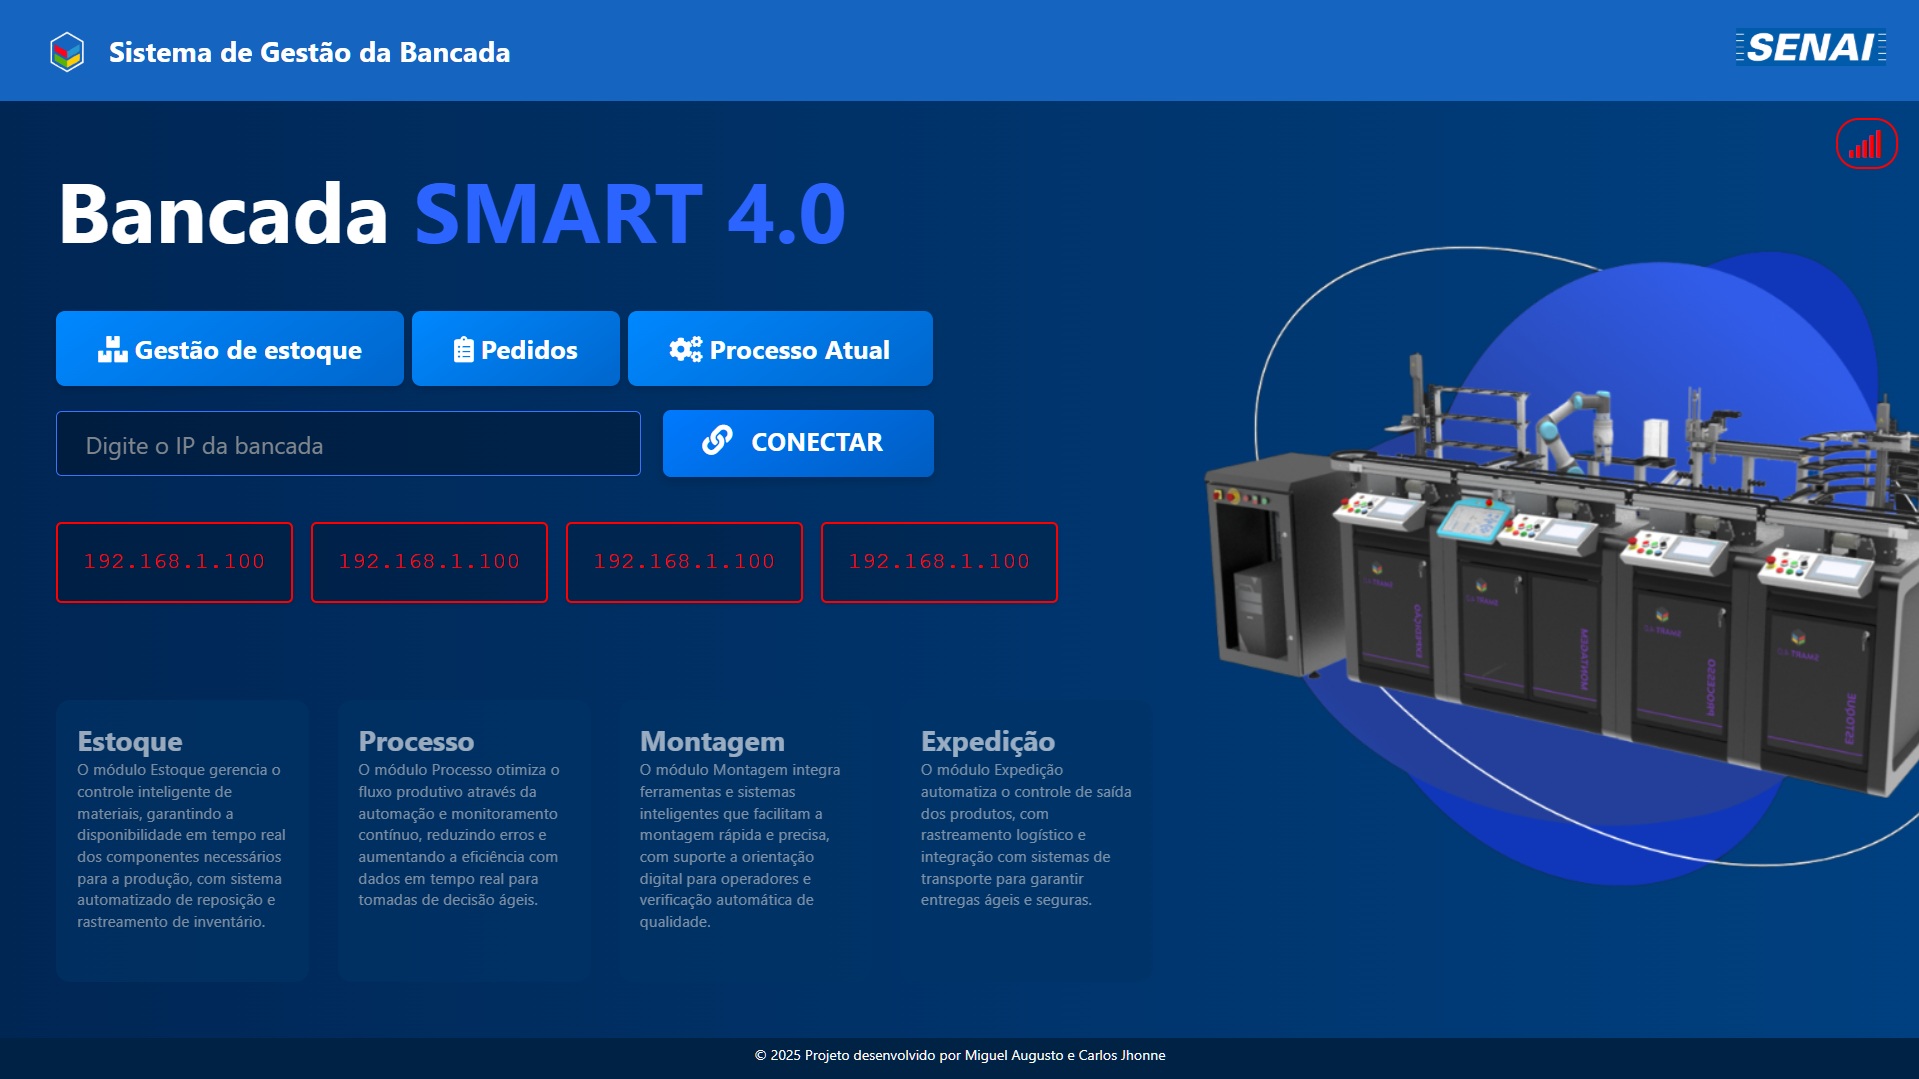 Sistema de Gestão da Bancada
SENAI
Bancada SMART 4.0
Gestão de estoque
Pedidos
Processo Atual
Digite o IP da bancada
CONECTAR
192.168.1.100
192.168.1.100
192.168.1.100
192.168.1.100
Estoque
O módulo Estoque gerencia o
controle inteligente de
materiais, garantindo a
disponibilidade em tempo real
dos componentes necessários
para a produção, com sistema
automatizado de reposição e
rastreamento de inventário.
Processo
O módulo Processo otimiza o
fluxo produtivo através da
automação e monitoramento
contínuo, reduzindo erros e
aumentando a eficiência com
dados em tempo real para
tomadas de decisão ágeis.
Montagem
O módulo Montagem integra
ferramentas e sistemas
inteligentes que facilitam a
montagem rápida e precisa,
com suporte a orientação
digital para operadores e
verificação automática de
qualidade.
Expedição
O módulo Expedição
automatiza o controle de saída
dos produtos, com
rastreamento logístico e
integração com sistemas de
transporte para garantir
entregas ágeis e seguras.
EXPEDIÇÃO
MONTAGEM
PROCESSO
ESTOQUE
© 2025 Projeto desenvolvido por Miguel Augusto e Carlos Jhonne